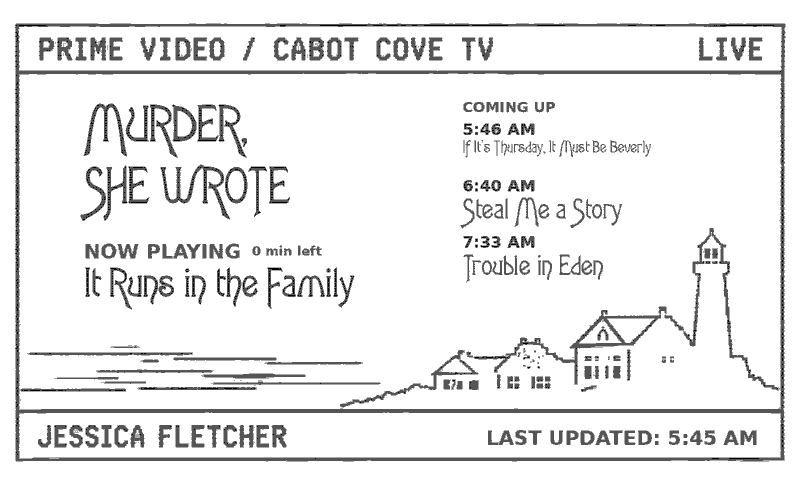 PRIME VIDEO / CABOT COVE TV
LIVE
MURDER,
SHE WROTE
NOW PLAYING 0 min left
It Runs in the Family
COMING UP
5:46 AM
If It's Thursday, It Must Be Beverly
6:40 AM
Steal Me a Story
7:33 AM
Trouble in Eden
JESSICA FLETCHER
LAST UPDATED: 5:45 AM